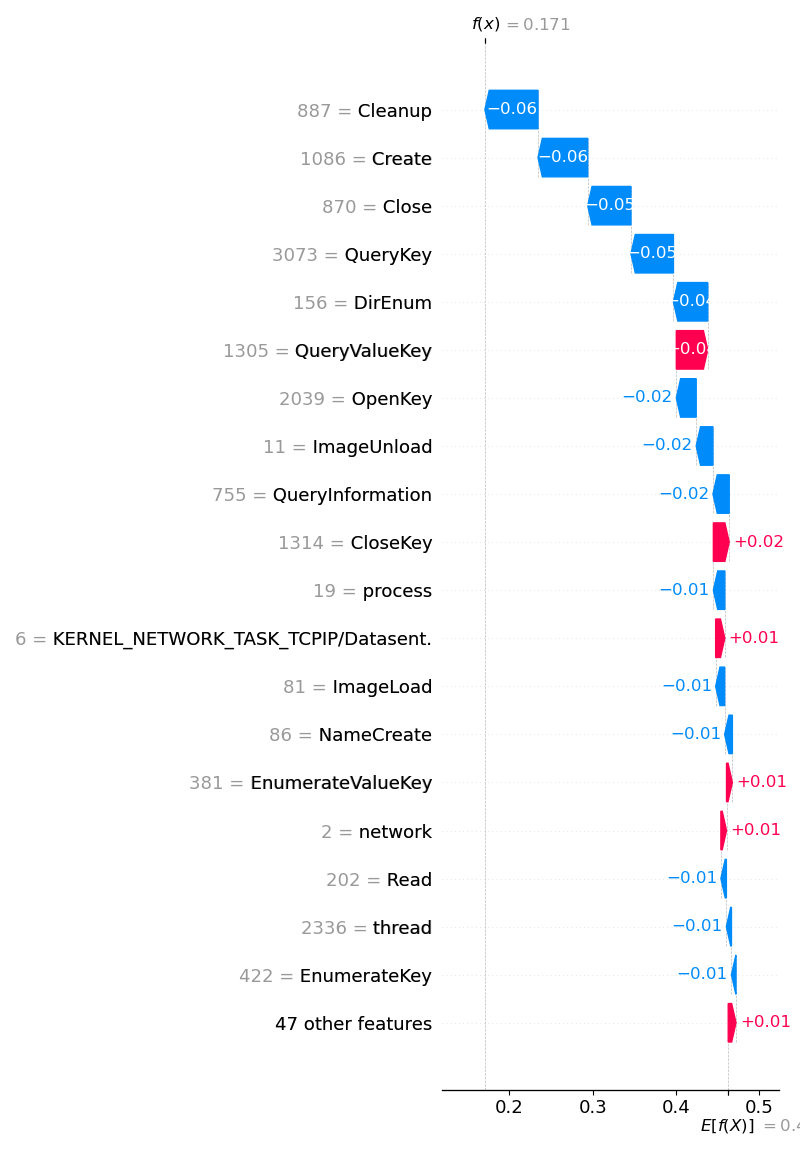 f(x) = 0.171
887 = Cleanup
−0.06
1086 = Create
−0.06
870 = Close
−0.05
3073 = QueryKey
−0.05
156 = DirEnum
1305 = QueryValueKey
2039 = OpenKey
−0.02
11 = ImageUnload
−0.02
755 = QueryInformation
−0.02
1314 = CloseKey
+0.02
19 = process
−0.01
6 = KERNEL_NETWORK_TASK_TCPIP/Datasent.
+0.01
81 = ImageLoad
−0.01
86 = NameCreate
−0.01
381 = EnumerateValueKey
+0.01
2 = network
+0.01
202 = Read
−0.01
2336 = thread
−0.01
422 = EnumerateKey
−0.01
47 other features
+0.01
0.2 0.3 0.4 0.5
E[f(X)] =